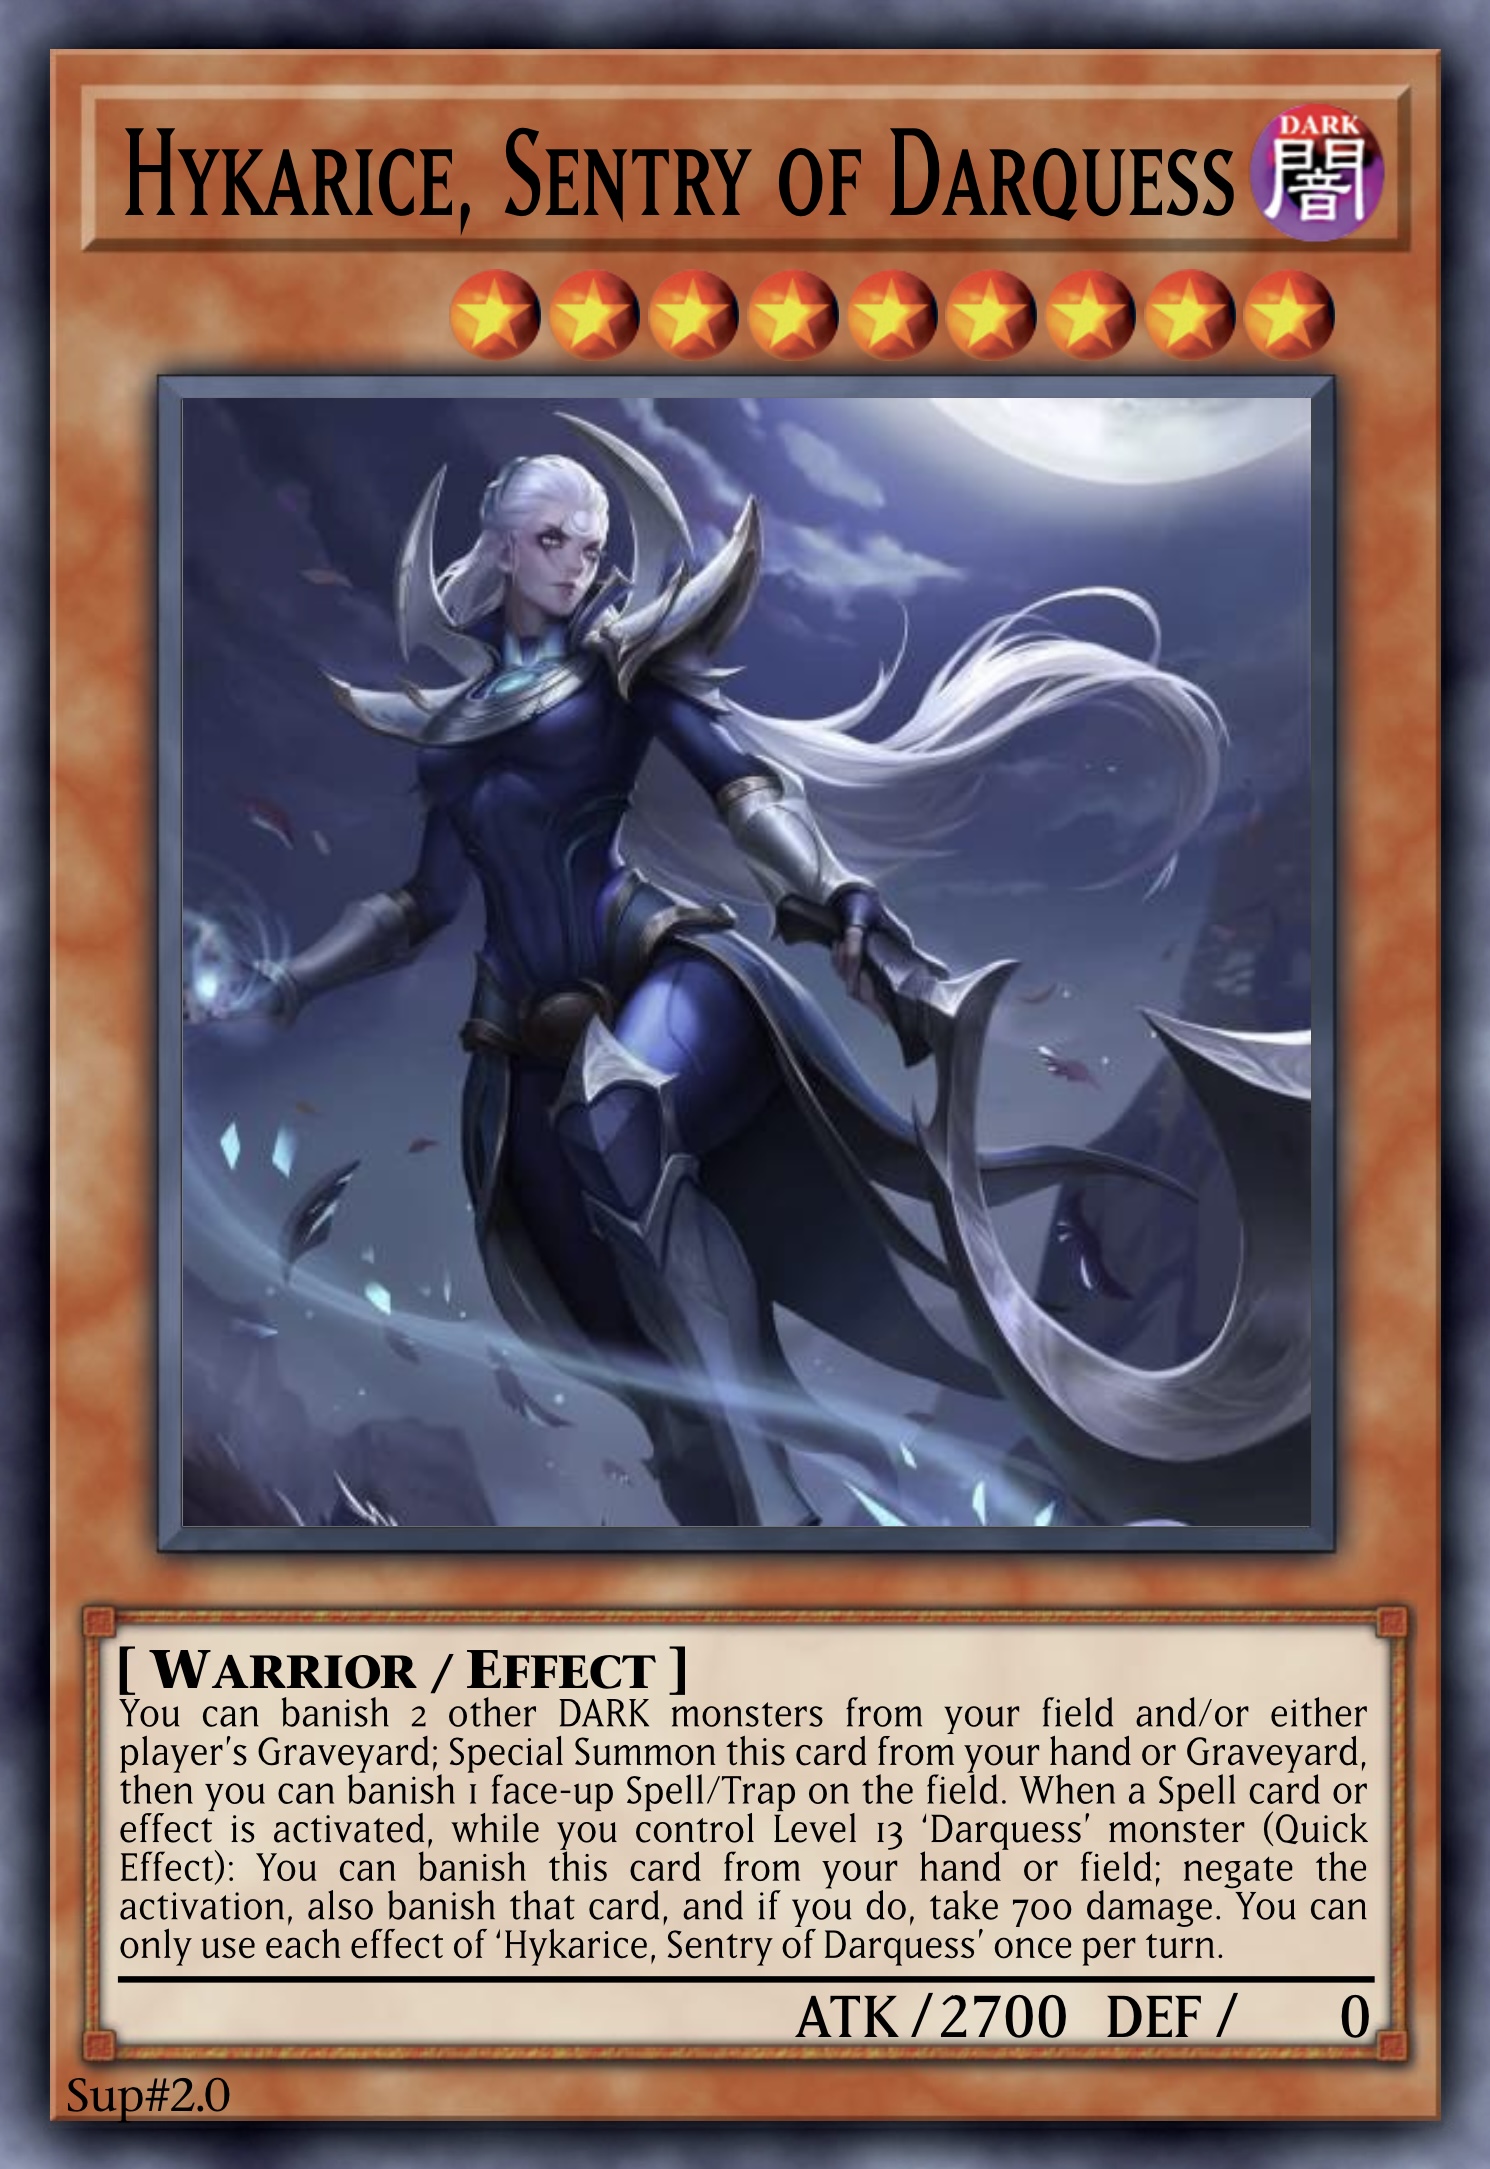 Hykarice, Sentry of Darquess
DARK
闇
[ Warrior / Effect ]
You can banish 2 other DARK monsters from your field and/or either
player's Graveyard; Special Summon this card from your hand or Graveyard,
then you can banish 1 face-up Spell/Trap on the field. When a Spell card or
effect is activated, while you control Level 13 ‘Darquess’ monster (Quick
Effect): You can banish this card from your hand or field; negate the
activation, also banish that card, and if you do, take 700 damage. You can
only use each effect of ‘Hykarice, Sentry of Darquess’ once per turn.
ATK/2700 DEF/ 0
Sup#2.0